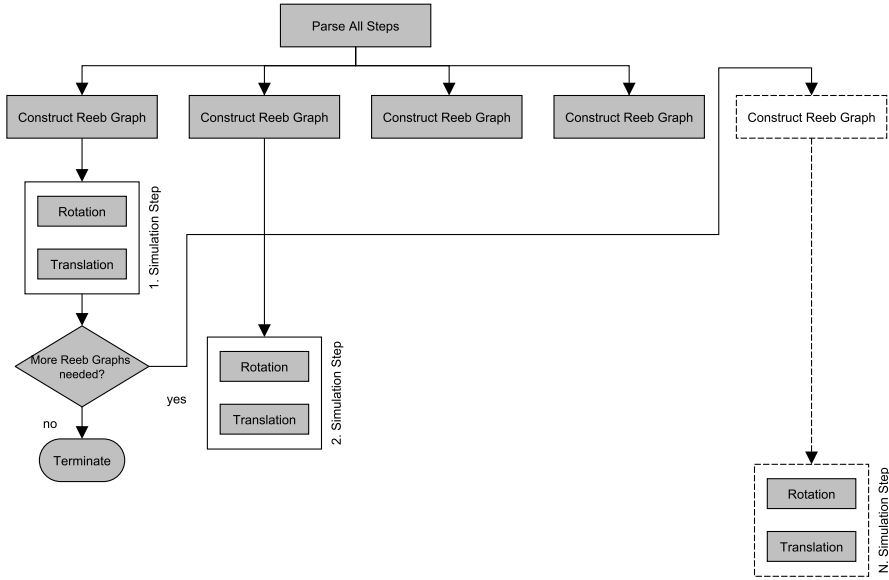 Parse All Steps
Construct Reeb Graph
Construct Reeb Graph
Construct Reeb Graph
Construct Reeb Graph
Construct Reeb Graph
Rotation
Translation
1. Simulation Step
More Reeb Graphs
needed?
yes
no
Terminate
Rotation
Translation
2. Simulation Step
Rotation
Translation
N. Simulation Step